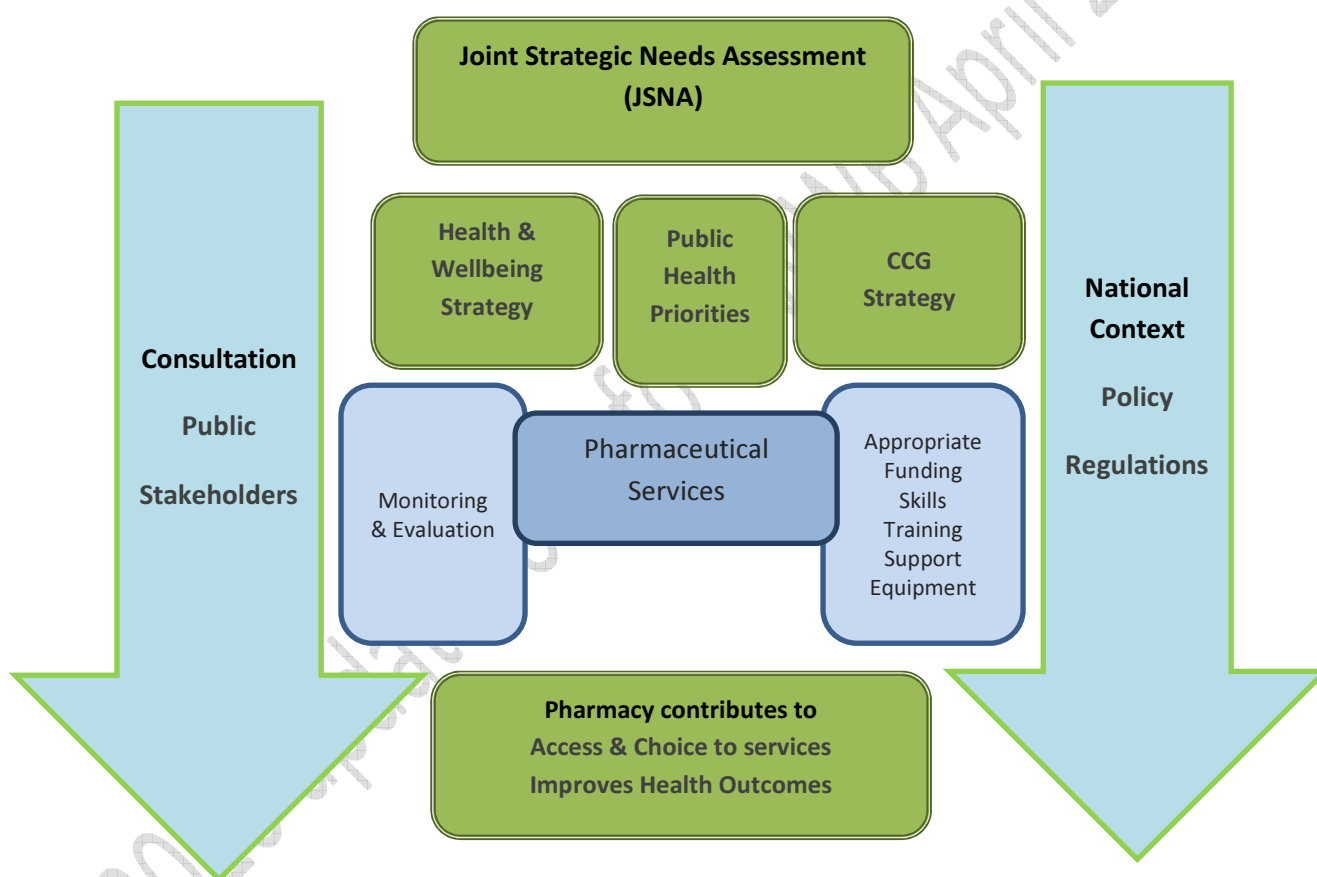 Joint Strategic Needs Assessment
(JSNA)
Health &
Wellbeing
Strategy
Public
Health
Priorities
CCG
Strategy
Consultation
Public
Stakeholders
National
Context
Policy
Regulations
Monitoring
& Evaluation
Pharmaceutical
Services
Appropriate
Funding
Skills
Training
Support
Equipment
Pharmacy contributes to
Access & Choice to services
Improves Health Outcomes
April